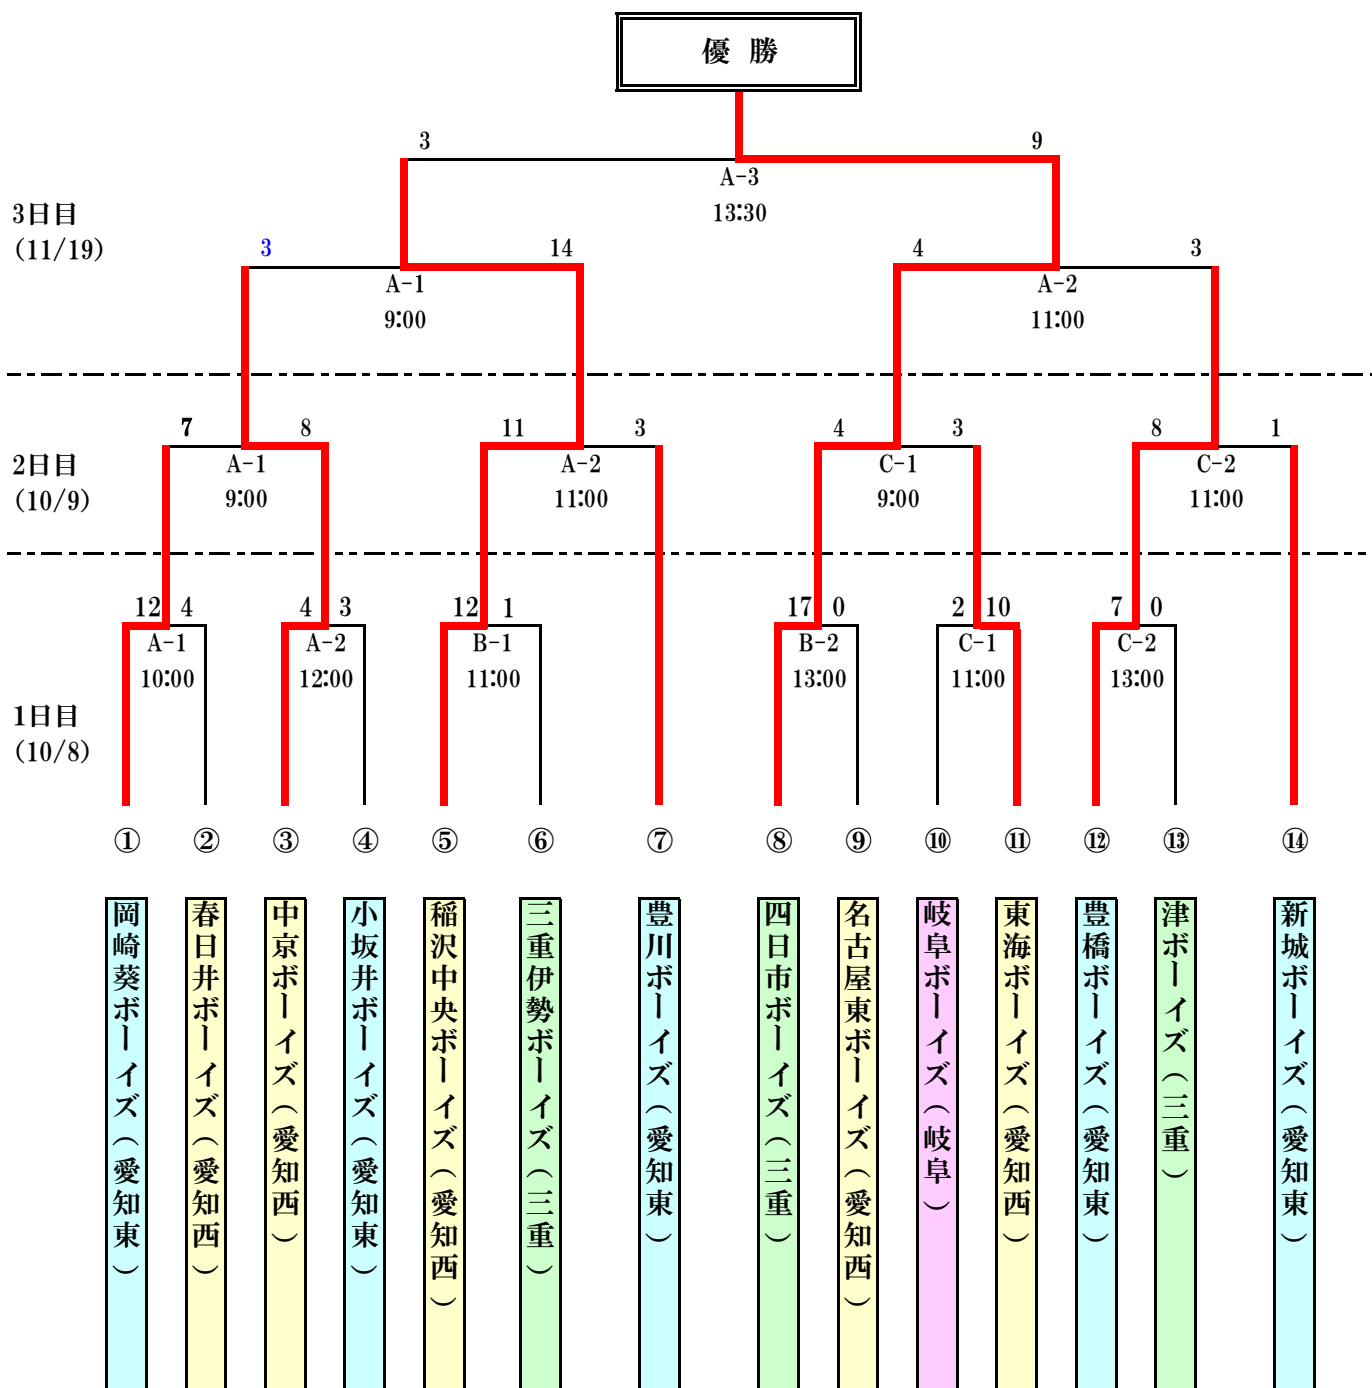 優 勝
3 9
A-3
13:30
3日目
(11/19)
3 14 4 3
A-1 A-2
9:00 11:00
7 8 11 3 4 3 8 1
2日目
(10/9)
A-1 A-2 C-1 C-2
9:00 11:00 9:00 11:00
12 4 4 3 12 1 17 0 2 10 7 0
A-1 A-2 B-1 B-2 C-1 C-2
10:00 12:00 11:00 13:00 11:00 13:00
1日目
(10/8)
① ② ③ ④ ⑤ ⑥ ⑦ ⑧ ⑨ ⑩ ⑪ ⑫ ⑬ ⑭
岡崎葵ボーイズ(愛知東)
春日井ボーイズ(愛知西)
中京ボーイズ(愛知西)
小坂井ボーイズ(愛知東)
稲沢中央ボーイズ(愛知西)
三重伊勢ボーイズ(三重)
豊川ボーイズ(愛知東)
四日市ボーイズ(三重)
名古屋東ボーイズ(愛知西)
岐阜ボーイズ(岐阜)
東海ボーイズ(愛知西)
豊橋ボーイズ(愛知東)
津ボーイズ(三重)
新城ボーイズ(愛知東)